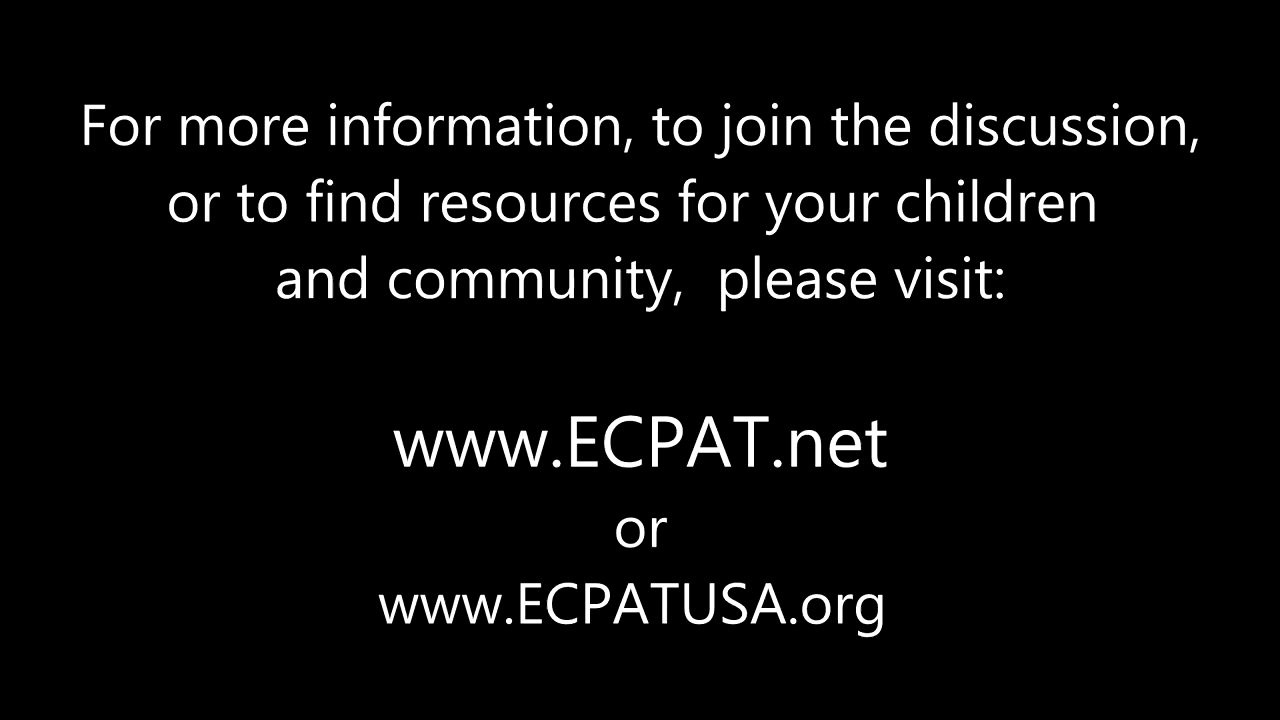 For more information, to join the discussion,
or to find resources for your children
and community,  please visit:
www.ECPAT.net
or
www.ECPATUSA.org